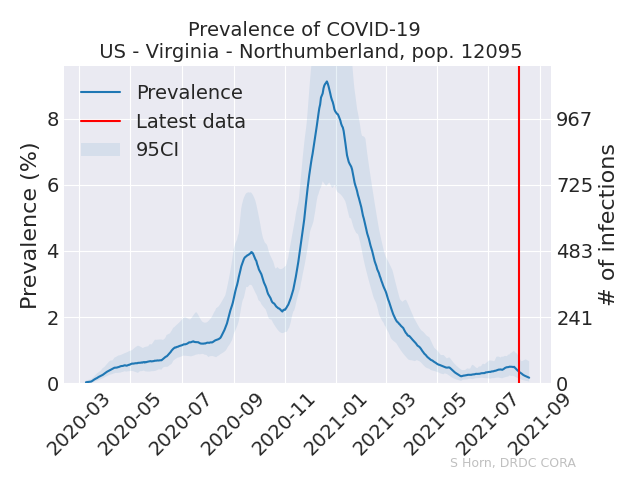 Prevalence of COVID-19
US - Virginia - Northumberland, pop. 12095
Prevalence
Latest data
95CI
Prevalence (%)
8
6
4
2
0
967
725
483
241
0
# of infections
2020-03
2020-05
2020-07
2020-09
2020-11
2021-01
2021-03
2021-05
2021-07
2021-09
S Horn, DRDC CORA